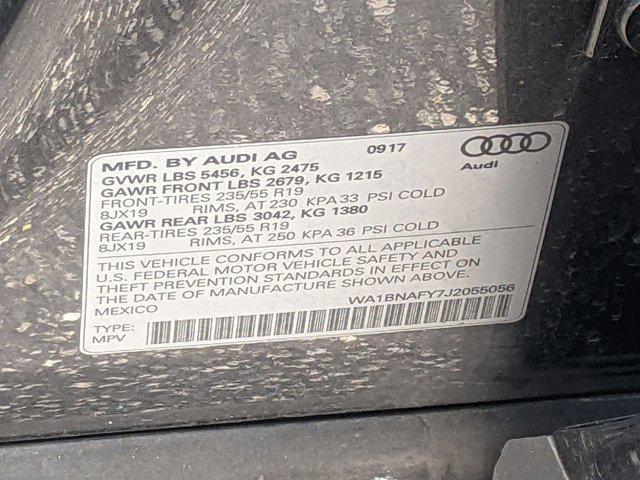 MFD. BY AUDI AG 0917
GVWR LBS 5456, KG 2475
GAWR FRONT LBS 2679, KG 1215
FRONT-TIRES 235/55 R19
8JX19 RIMS, AT 230 KPA 33 PSI COLD
GAWR REAR LBS 3042, KG 1380
REAR-TIRES 235/55 R19
8JX19 RIMS, AT 250 KPA 36 PSI COLD
Audi
THIS VEHICLE CONFORMS TO ALL APPLICABLE
U.S. FEDERAL MOTOR VEHICLE SAFETY AND
THEFT PREVENTION STANDARDS IN EFFECT ON
THE DATE OF MANUFACTURE SHOWN ABOVE.
MEXICO WA1BNAFY7J2055056
TYPE:
MPV